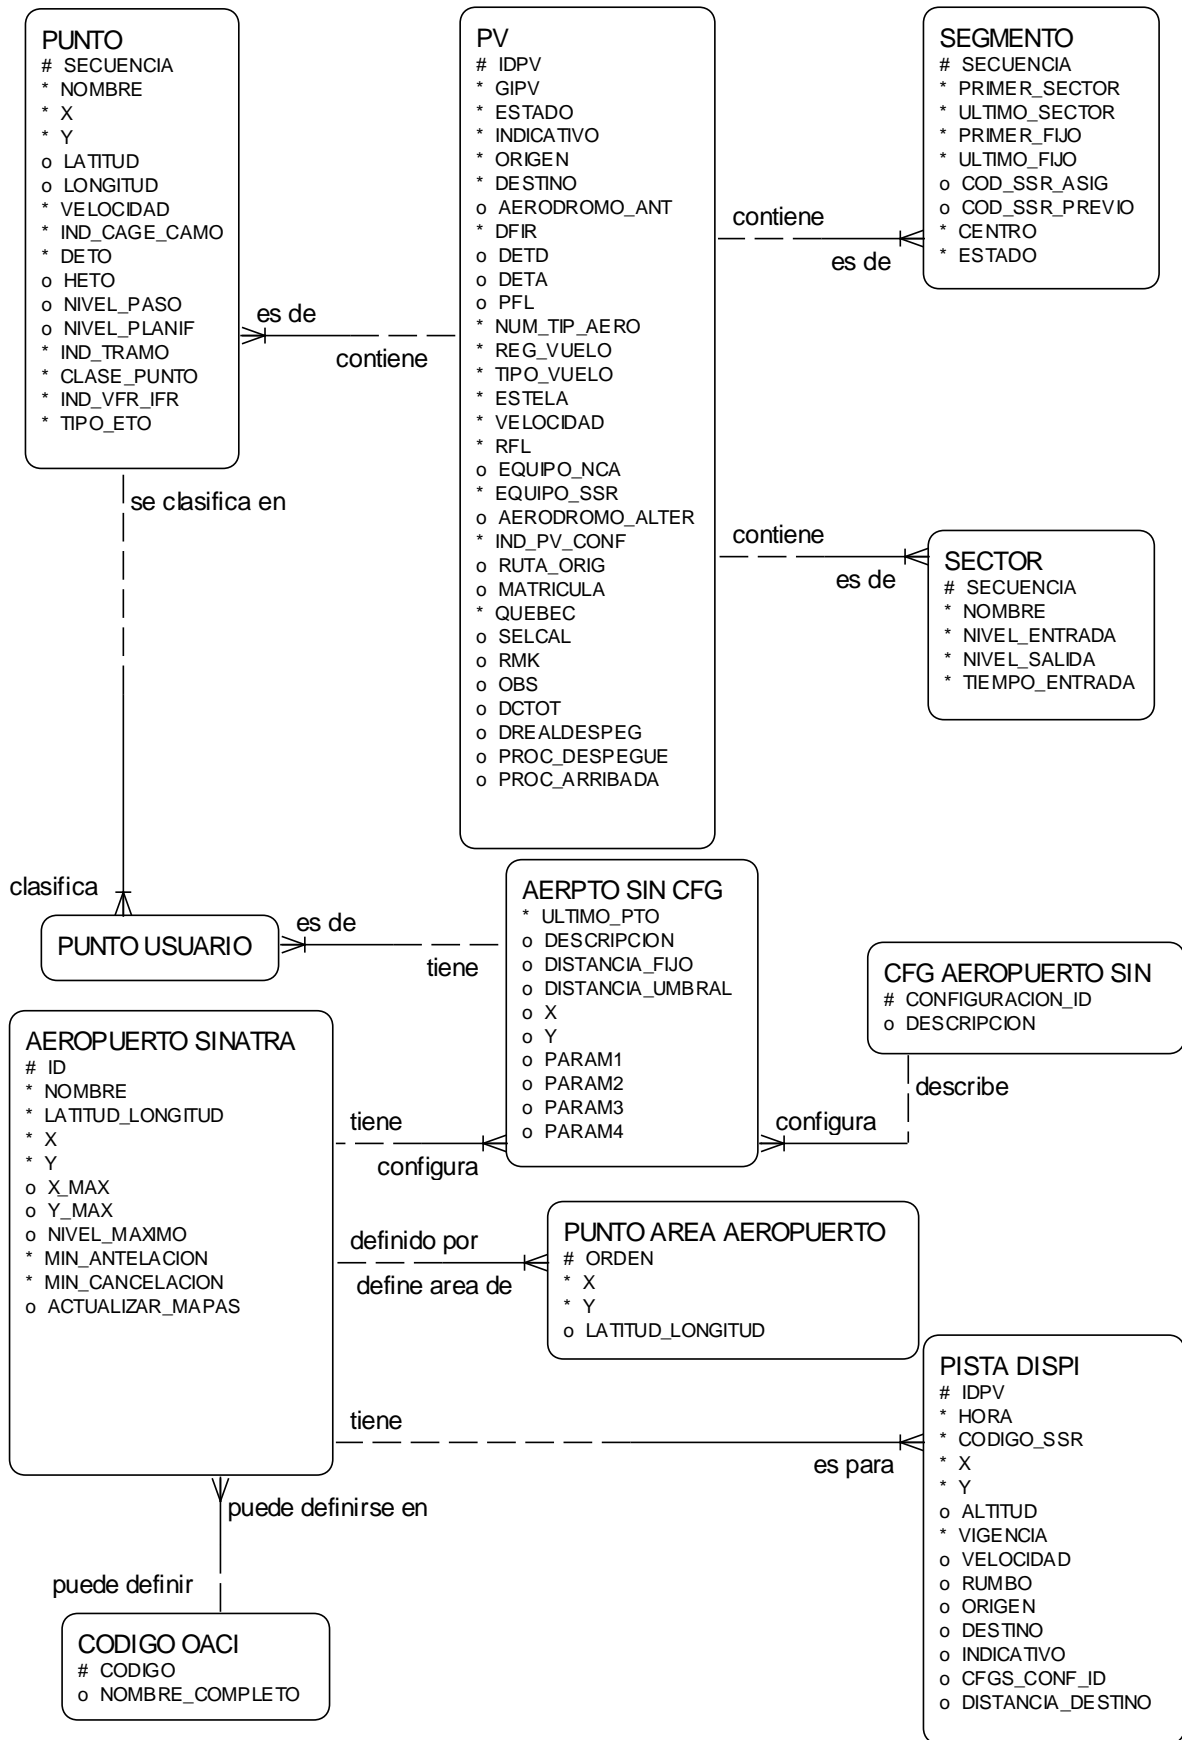 PUNTO
# SECUENCIA
* NOMBRE
* X
* Y
o LATITUD
o LONGITUD
* VELOCIDAD
* IND_CAGE_CAMO
* DETO
o HETO
o NIVEL_PASO
o NIVEL_PLANIF
* IND_TRAMO
* CLASE_PUNTO
* IND_VFR_IFR
* TIPO_ETO
PV
# IDPV
* GIPV
* ESTADO
* INDICATIVO
* ORIGEN
* DESTINO
o AERODROMO_ANT
* DFIR
o DETD
o DETA
o PFL
* NUM_TIP_AERO
* REG_VUELO
* TIPO_VUELO
* ESTELA
* VELOCIDAD
* RFL
o EQUIPO_NCA
* EQUIPO_SSR
o AERODROMO_ALTER
* IND_PV_CONF
o RUTA_ORIG
o MATRICULA
* QUEBEC
o SELCAL
o RMK
o OBS
o DCTOT
o DREALDESPEG
o PROC_DESPEGUE
o PROC_ARRIBADA
SEGMENTO
# SECUENCIA
* PRIMER_SECTOR
* ULTIMO_SECTOR
* PRIMER_FIJO
* ULTIMO_FIJO
o COD_SSR_ASIG
o COD_SSR_PREVIO
* CENTRO
* ESTADO
contiene
es de
es de
contiene
contiene
es de
SECTOR
# SECUENCIA
* NOMBRE
* NIVEL_ENTRADA
* NIVEL_SALIDA
* TIEMPO_ENTRADA
se clasifica en
clasifica
PUNTO USUARIO
es de
tiene
AERPTO SIN CFG
* ULTIMO_PTO
o DESCRIPCION
o DISTANCIA_FIJO
o DISTANCIA_UMBRAL
o X
o Y
o PARAM1
o PARAM2
o PARAM3
o PARAM4
CFG AEROPUERTO SIN
# CONFIGURACION_ID
o DESCRIPCION
describe
configura
AEROPUERTO SINATRA
# ID
* NOMBRE
* LATITUD_LONGITUD
* X
* Y
o X_MAX
o Y_MAX
o NIVEL_MAXIMO
* MIN_ANTELACION
* MIN_CANCELACION
o ACTUALIZAR_MAPAS
tiene
configura
definido por
define area de
PUNTO AREA AEROPUERTO
# ORDEN
* X
* Y
o LATITUD_LONGITUD
tiene
es para
PISTA DISPI
# IDPV
* HORA
* CODIGO_SSR
* X
* Y
o ALTITUD
* VIGENCIA
o VELOCIDAD
o RUMBO
o ORIGEN
o DESTINO
o INDICATIVO
o CFGS_CONF_ID
o DISTANCIA_DESTINO
puede definirse en
puede definir
CODIGO OACI
# CODIGO
o NOMBRE_COMPLETO